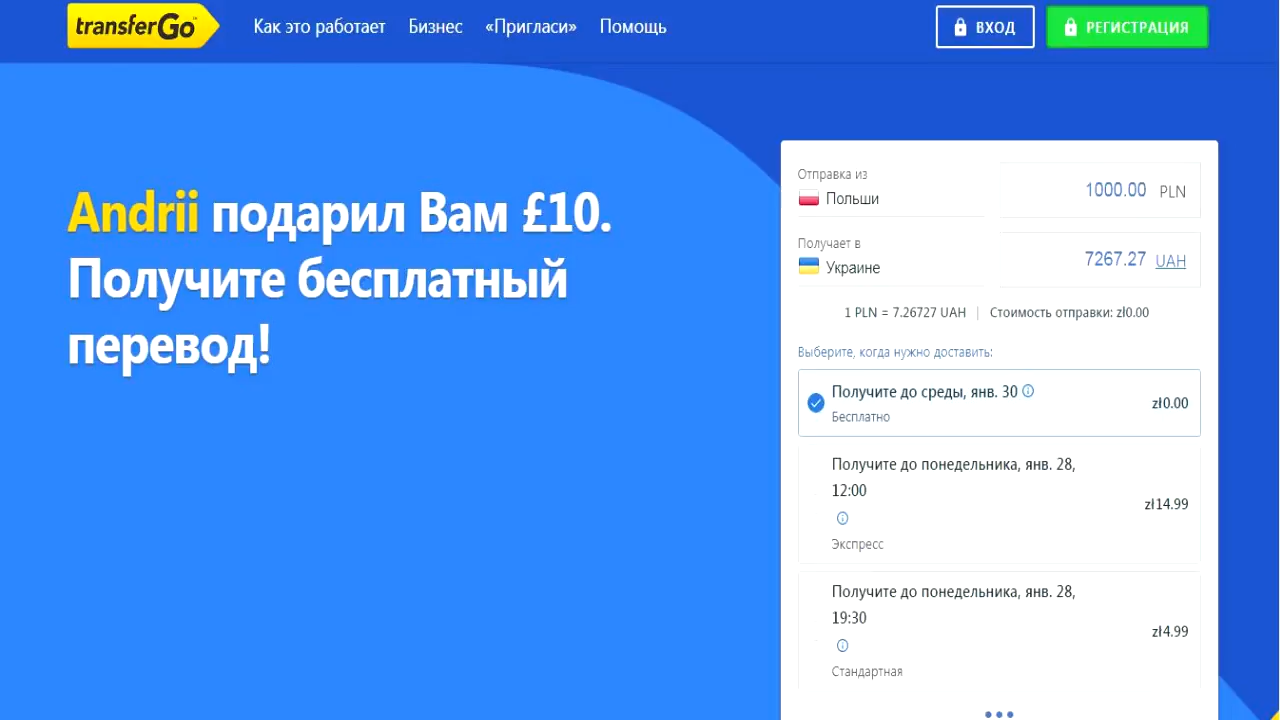 transferGo
Как это работает
Бизнес
«Пригласи»
Помощь
ВХОД
РЕГИСТРАЦИЯ
Andrii подарил Вам £10.
Получите бесплатный
перевод!
Отправка из
Польши
1000.00 PLN
Получает в
Украине
7267.27 UAH
1 PLN = 7.26727 UAH | Стоимость отправки: zł0.00
Выберите, когда нужно доставить:
Получите до среды, янв. 30
zł0.00
Бесплатно
Получите до понедельника, янв. 28,
12:00
zł14.99
Экспресс
Получите до понедельника, янв. 28,
19:30
zł4.99
Стандартная